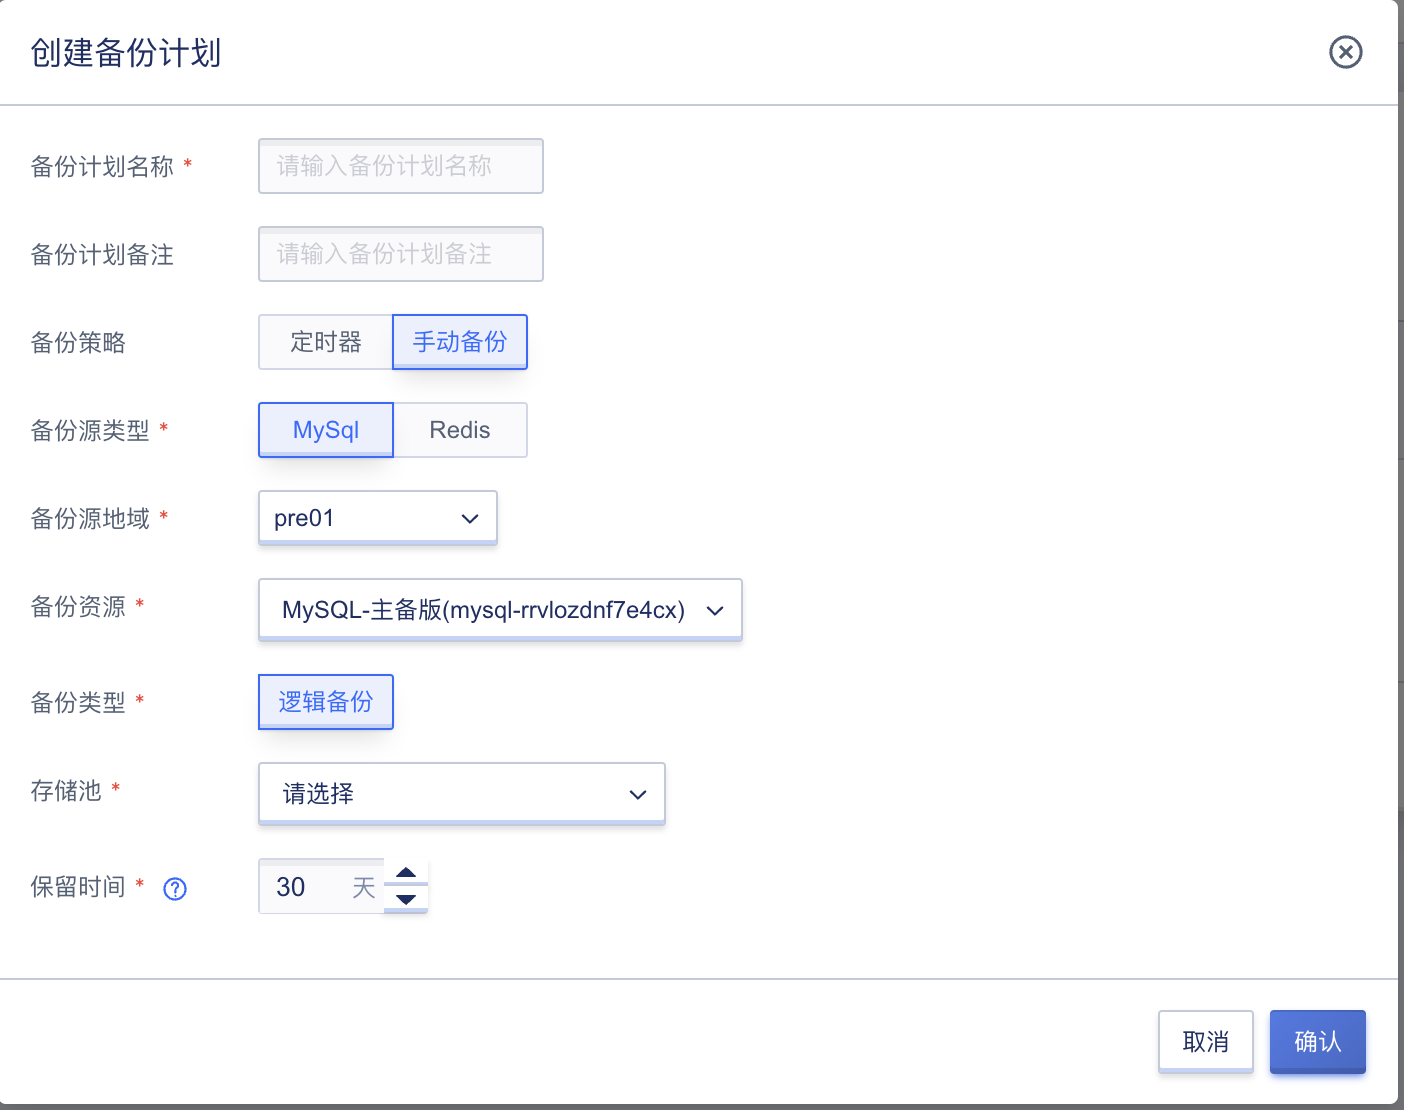 创建备份计划
备份计划名称 * 请输入备份计划名称
备份计划备注 请输入备份计划备注
备份策略 定时器 手动备份
备份源类型 * MySql Redis
备份源地域 * pre01
备份资源 * MySQL-主备版(mysql-rrvlozdnf7e4cx)
备份类型 * 逻辑备份
存储池 * 请选择
保留时间 * ? 30 天
取消 确认